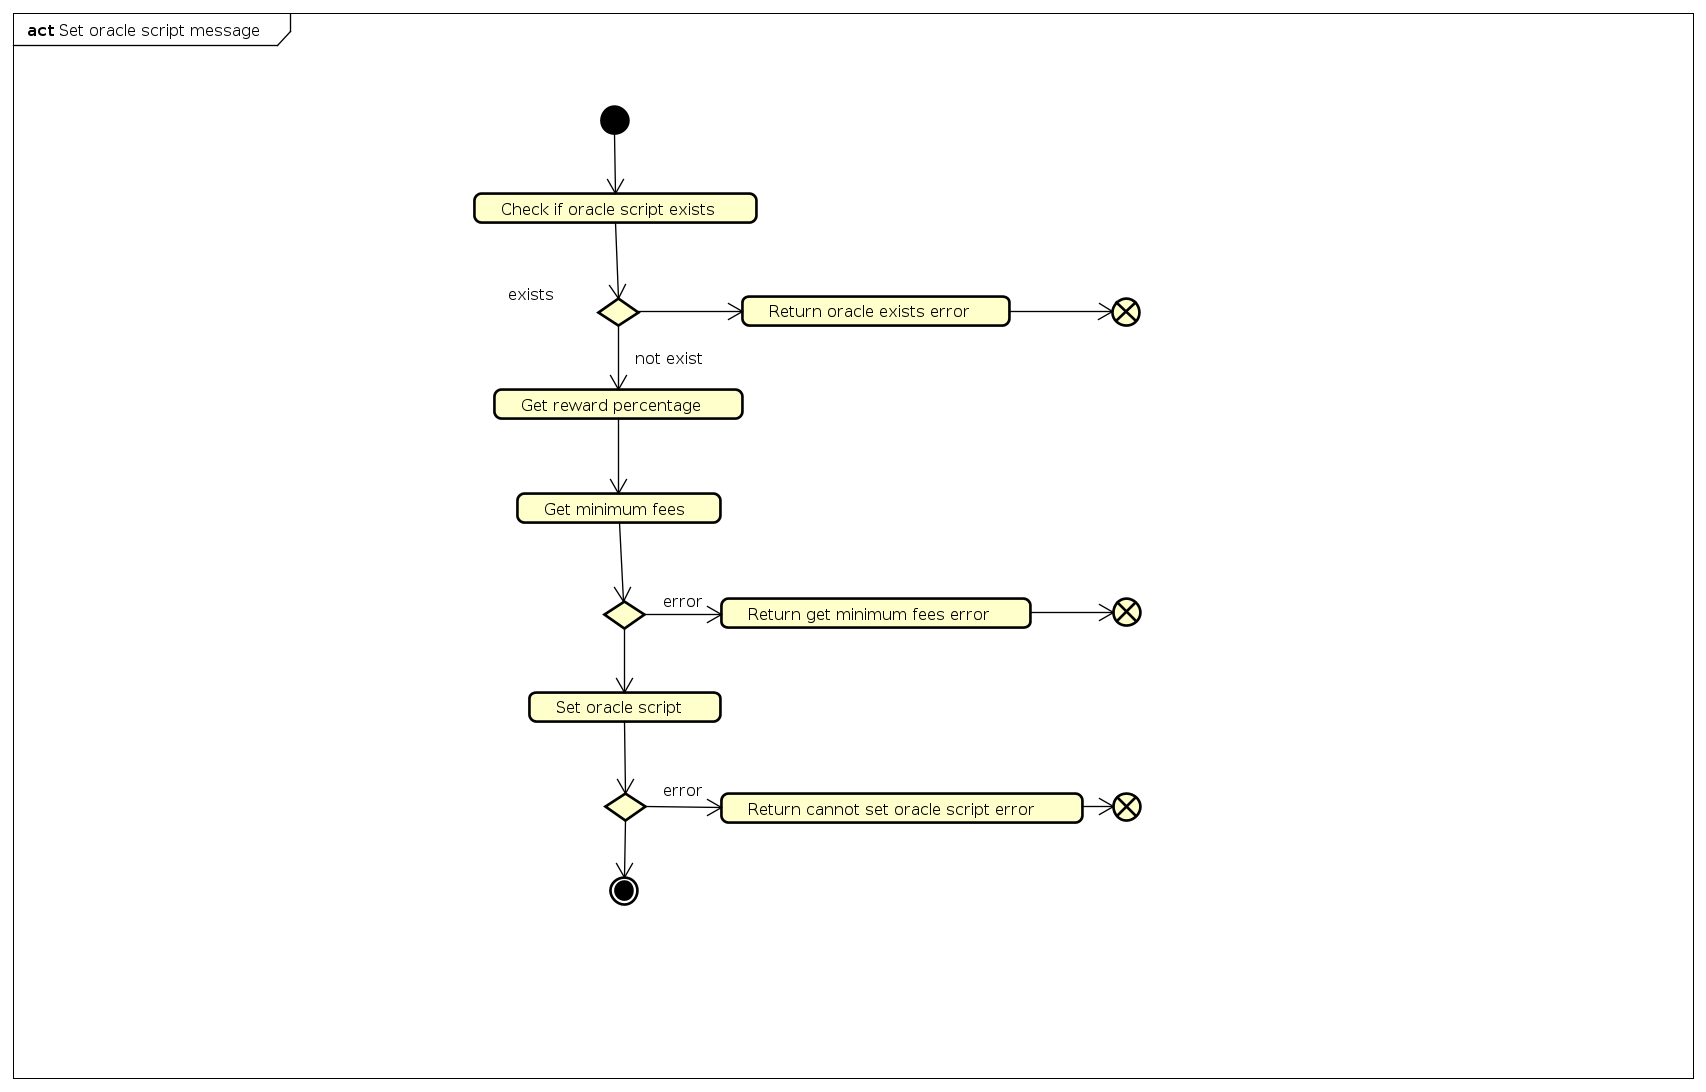 act Set oracle script message
Check if oracle script exists
exists
Return oracle exists error
not exist
Get reward percentage
Get minimum fees
error
Return get minimum fees error
Set oracle script
error
Return cannot set oracle script error